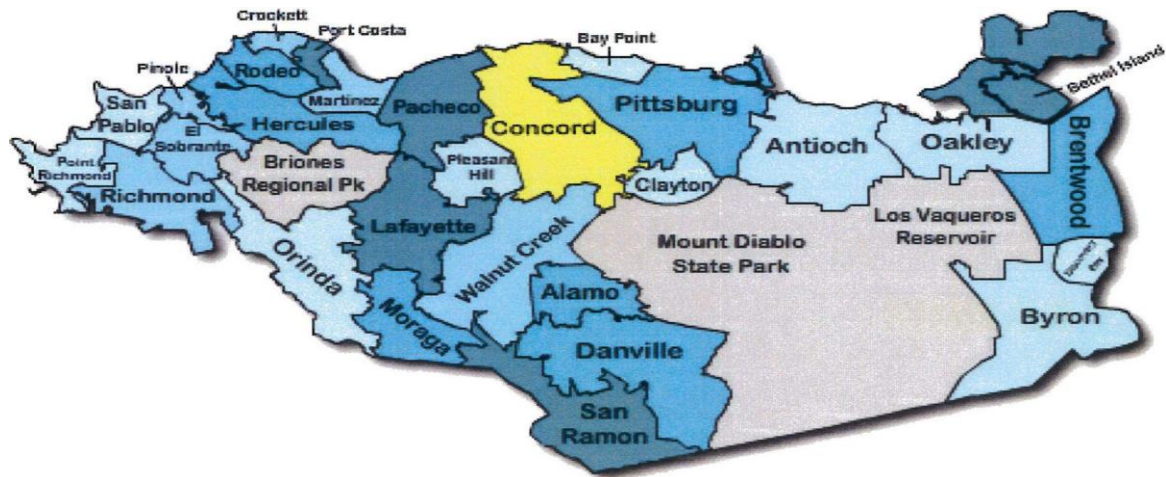 Crockett
Port Costa
Bay Point
Pinole
Rodeo
Bethel Island
San
Pablo
Martinez
Pacheco
Pittsburg
El
Sobrante
Hercules
Concord
Antioch
Oakley
Brentwood
Point
Richmond
Richmond
Briones
Regional Pk
Pleasant
Hill
Clayton
Lafayette
Los Vaqueros
Reservoir
Orinda
Walnut Creek
Mount Diablo
State Park
Alamo
Moraga
Byron
Danville
San
Ramon